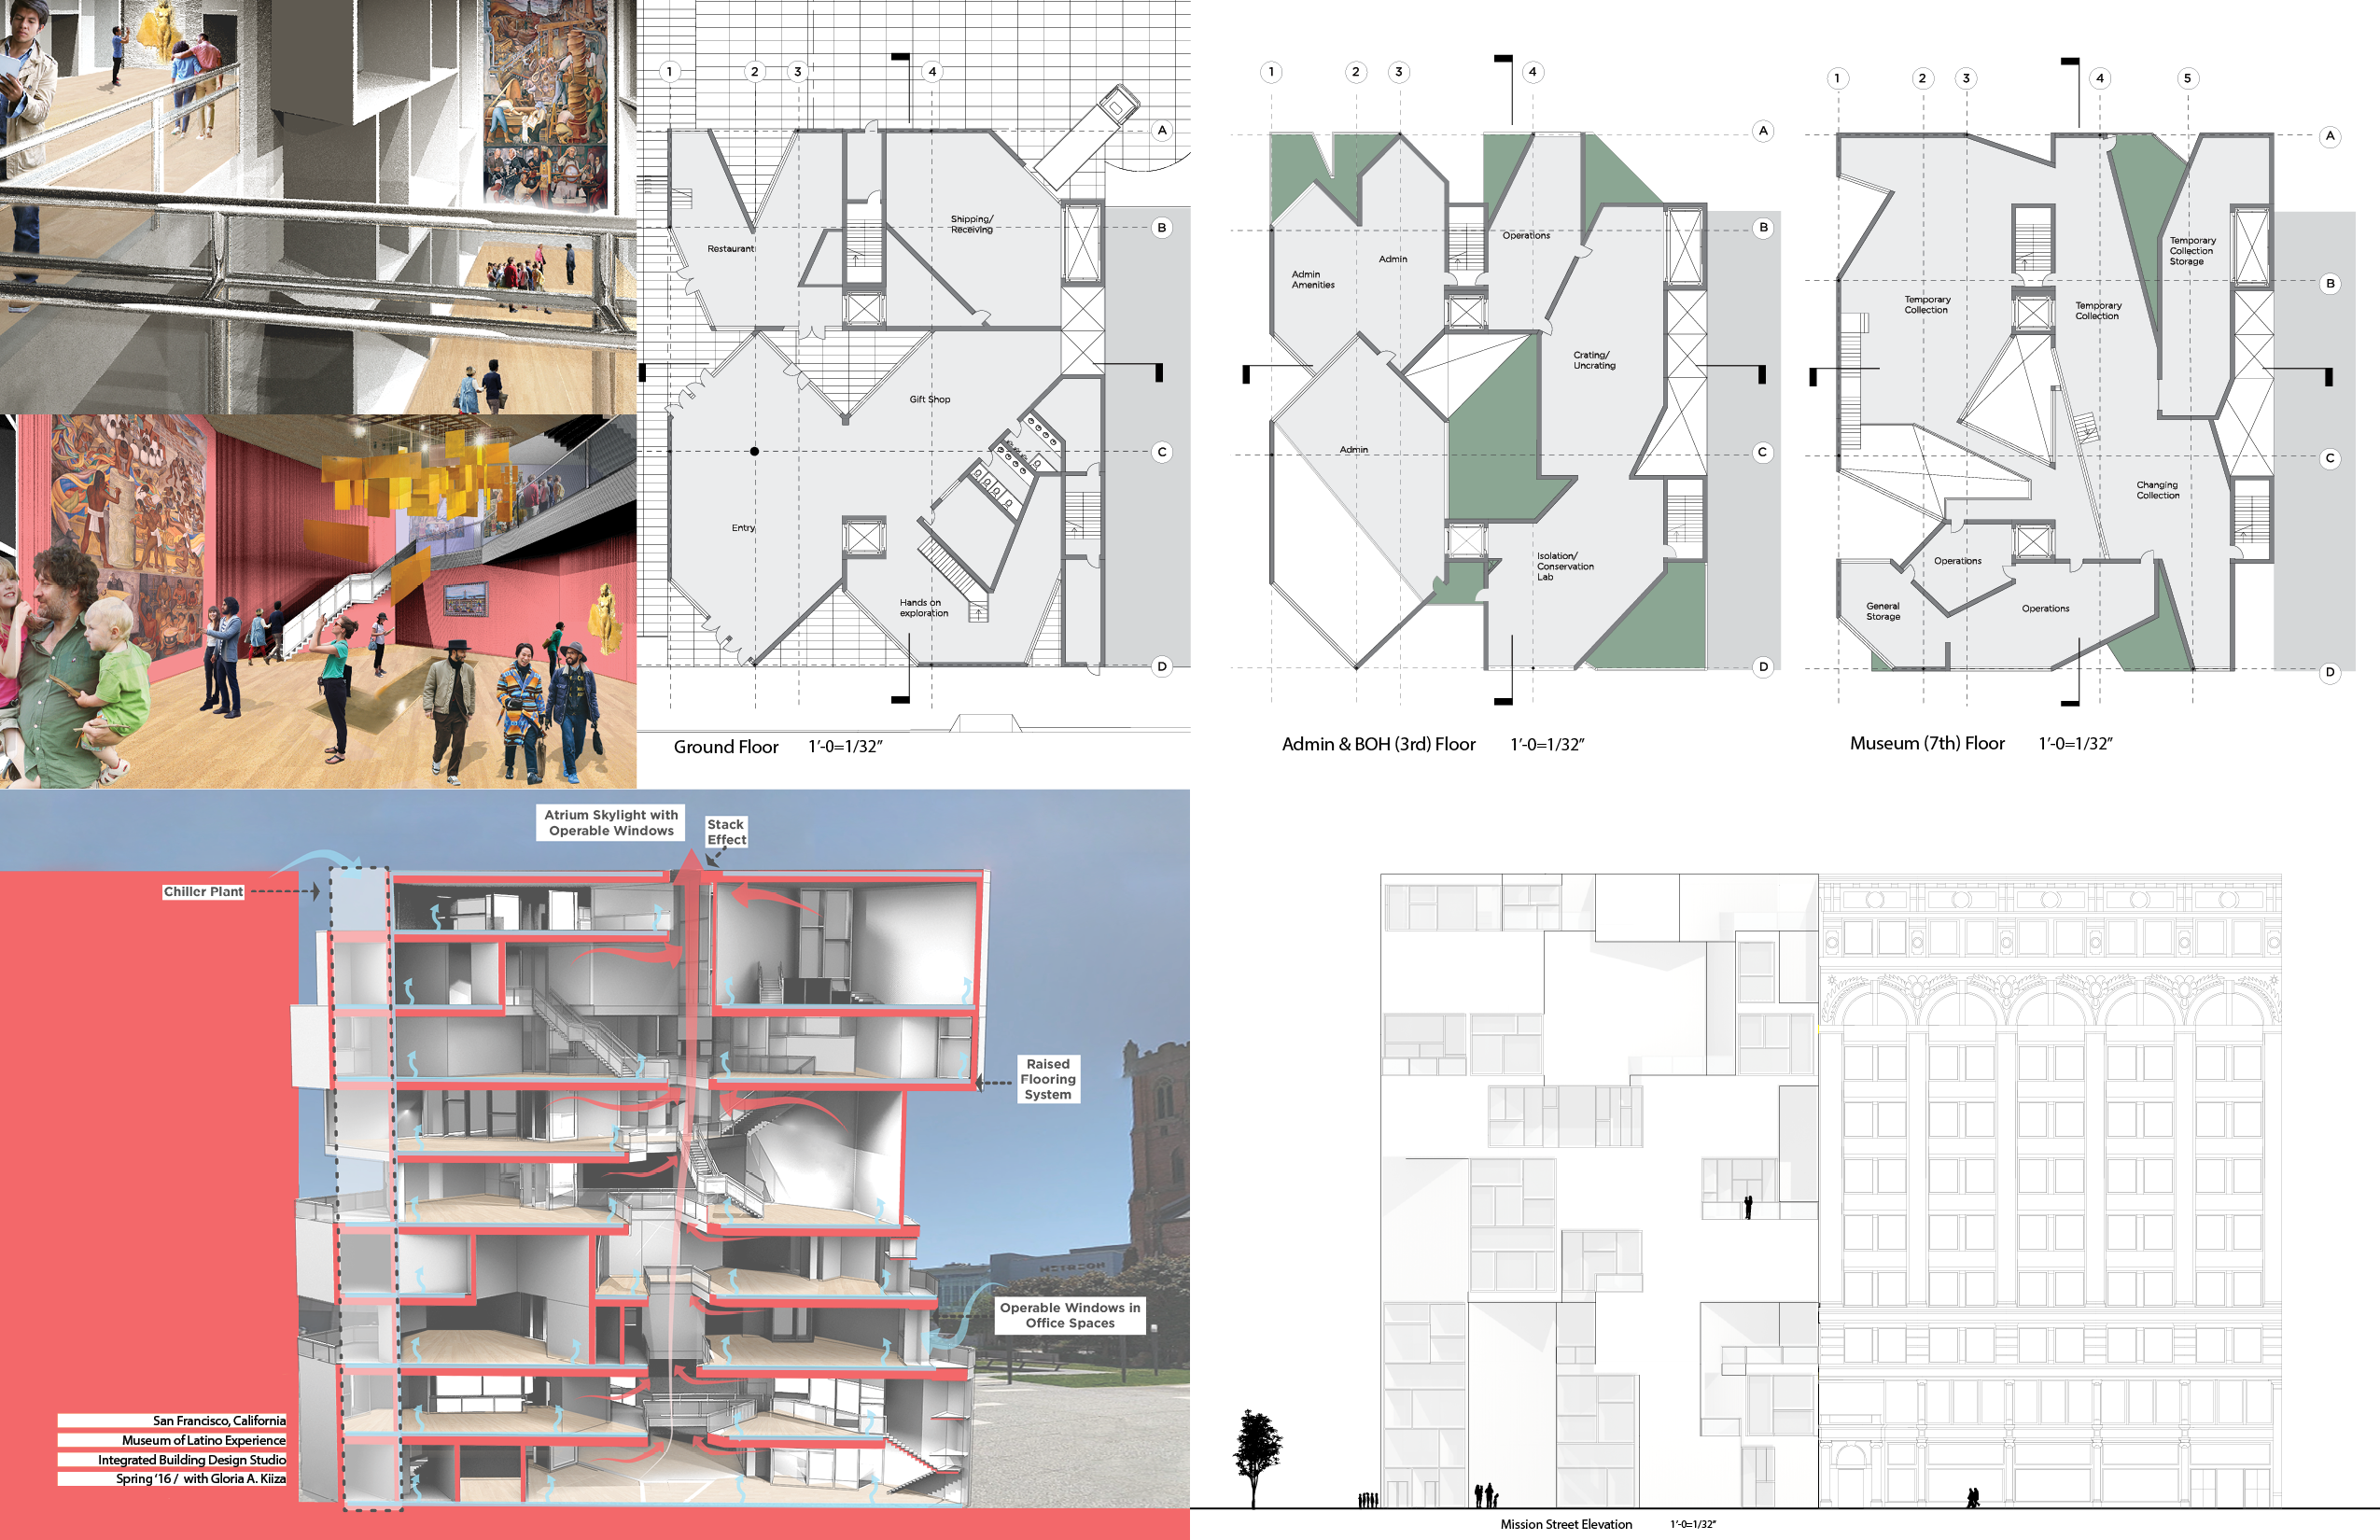 1
2
3
4
A
B
C
D
Restaurant
Shipping/
Receiving
Gift Shop
Entry
Hands on
exploration
Ground Floor 1'-0=1/32"
1
2
3
4
A
B
C
D
Admin
Amenities
Admin
Operations
Crating/
Uncrating
Admin
Isolation/
Conservation
Lab
Admin & BOH (3rd) Floor 1'-0=1/32"
1
2
3
4
5
A
B
C
D
Temporary
Collection
Storage
Temporary
Collection
Temporary
Collection
Changing
Collection
Operations
General
Storage
Operations
Museum (7th) Floor 1'-0=1/32"
Atrium Skylight with
Operable Windows
Stack
Effect
Chiller Plant
Raised
Flooring
System
METREON
Operable Windows in
Office Spaces
San Francisco, California
Museum of Latino Experience
Integrated Building Design Studio
Spring '16 / with Gloria A. Kiiza
Mission Street Elevation 1'-0=1/32"